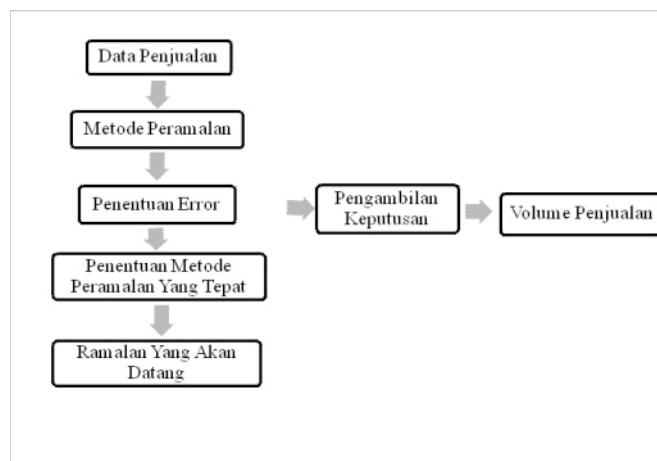 Data Penjualan
Metode Peramalan
Penentuan Error
Penentuan Metode
Peramalan Yang Tepat
Ramalan Yang Akan
Datang
Pengambilan
Keputusan
Volume Penjualan